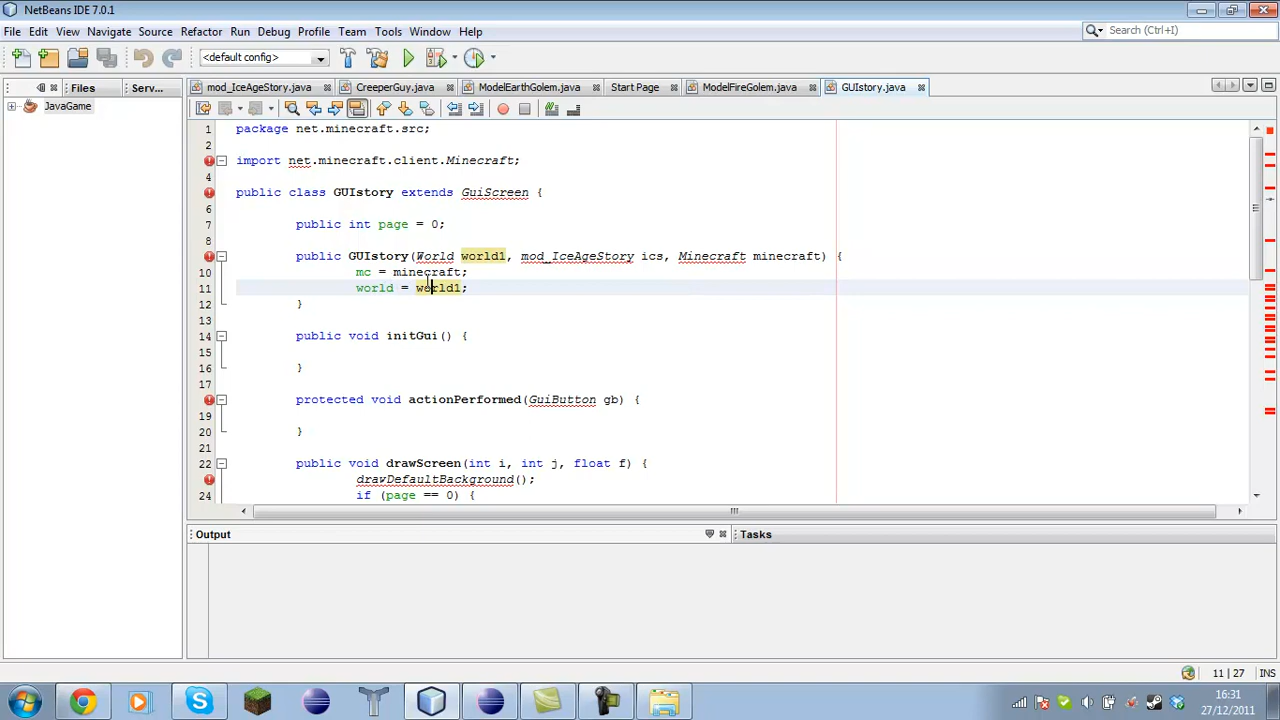 NetBeans IDE 7.0.1
File Edit View Navigate Source Refactor Run Debug Profile Team Tools Window Help
Search (Ctrl+I)
<default config>
Files Serv...
mod_IceAgeStory.java CreeperGuy.java ModelEarthGolem.java Start Page ModelFireGolem.java GUIstory.java
JavaGame
1 package net.minecraft.src;
2
import net.minecraft.client.Minecraft;
4
public class GUIstory extends GuiScreen {
6
7 public int page = 0;
8
public GUIstory(World world1, mod_IceAgeStory ics, Minecraft minecraft) {
10 mc = minecraft;
11 world = world1;
12 }
13
14 public void initGui() {
15
16 }
17
protected void actionPerformed(GuiButton gb) {
19
20 }
21
22 public void drawScreen(int i, int j, float f) {
drawDefaultBackground();
24 if (page == 0) {
Output Tasks
11 | 27 INS
16:31
27/12/2011